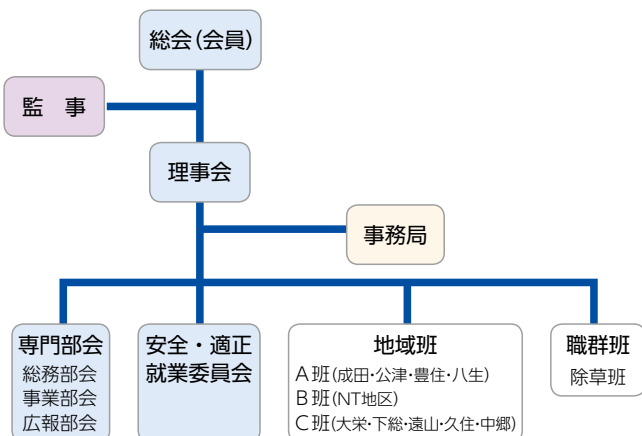 総会(会員)
監　事
理事会
事務局
専門部会
総務部会
事業部会
広報部会
安全・適正
就業委員会
地域班
A班(成田・公津・豊住・八生)
B班(NT地区)
C班(大栄・下総・遠山・久住・中郷)
職群班
除草班